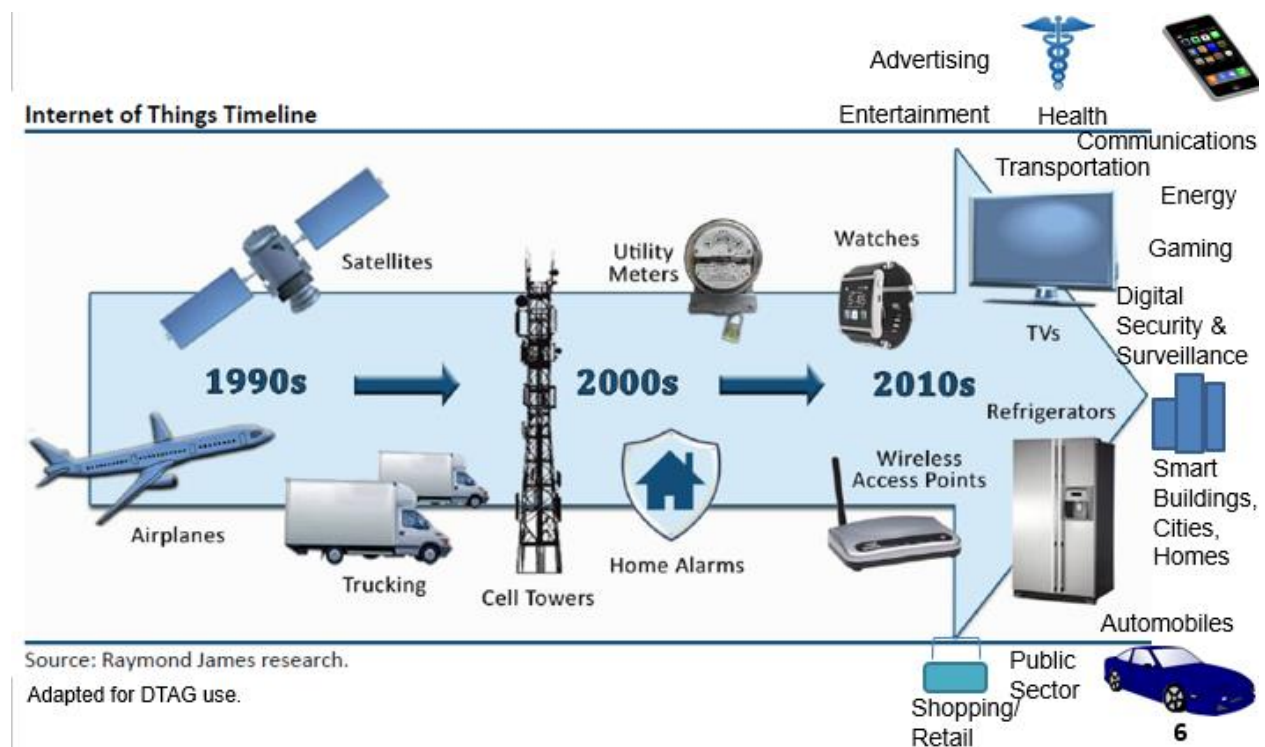 Advertising
Internet of Things Timeline
Entertainment
Health
Communications
Transportation
Energy
Satellites
Utility
Meters
Watches
Gaming
TVs
Digital
Security &
Surveillance
1990s
2000s
2010s
Refrigerators
Airplanes
Trucking
Cell Towers
Home Alarms
Wireless
Access Points
Smart
Buildings,
Cities,
Homes
Automobiles
Source: Raymond James research.
Adapted for DTAG use.
Public
Sector
Shopping/
Retail
6